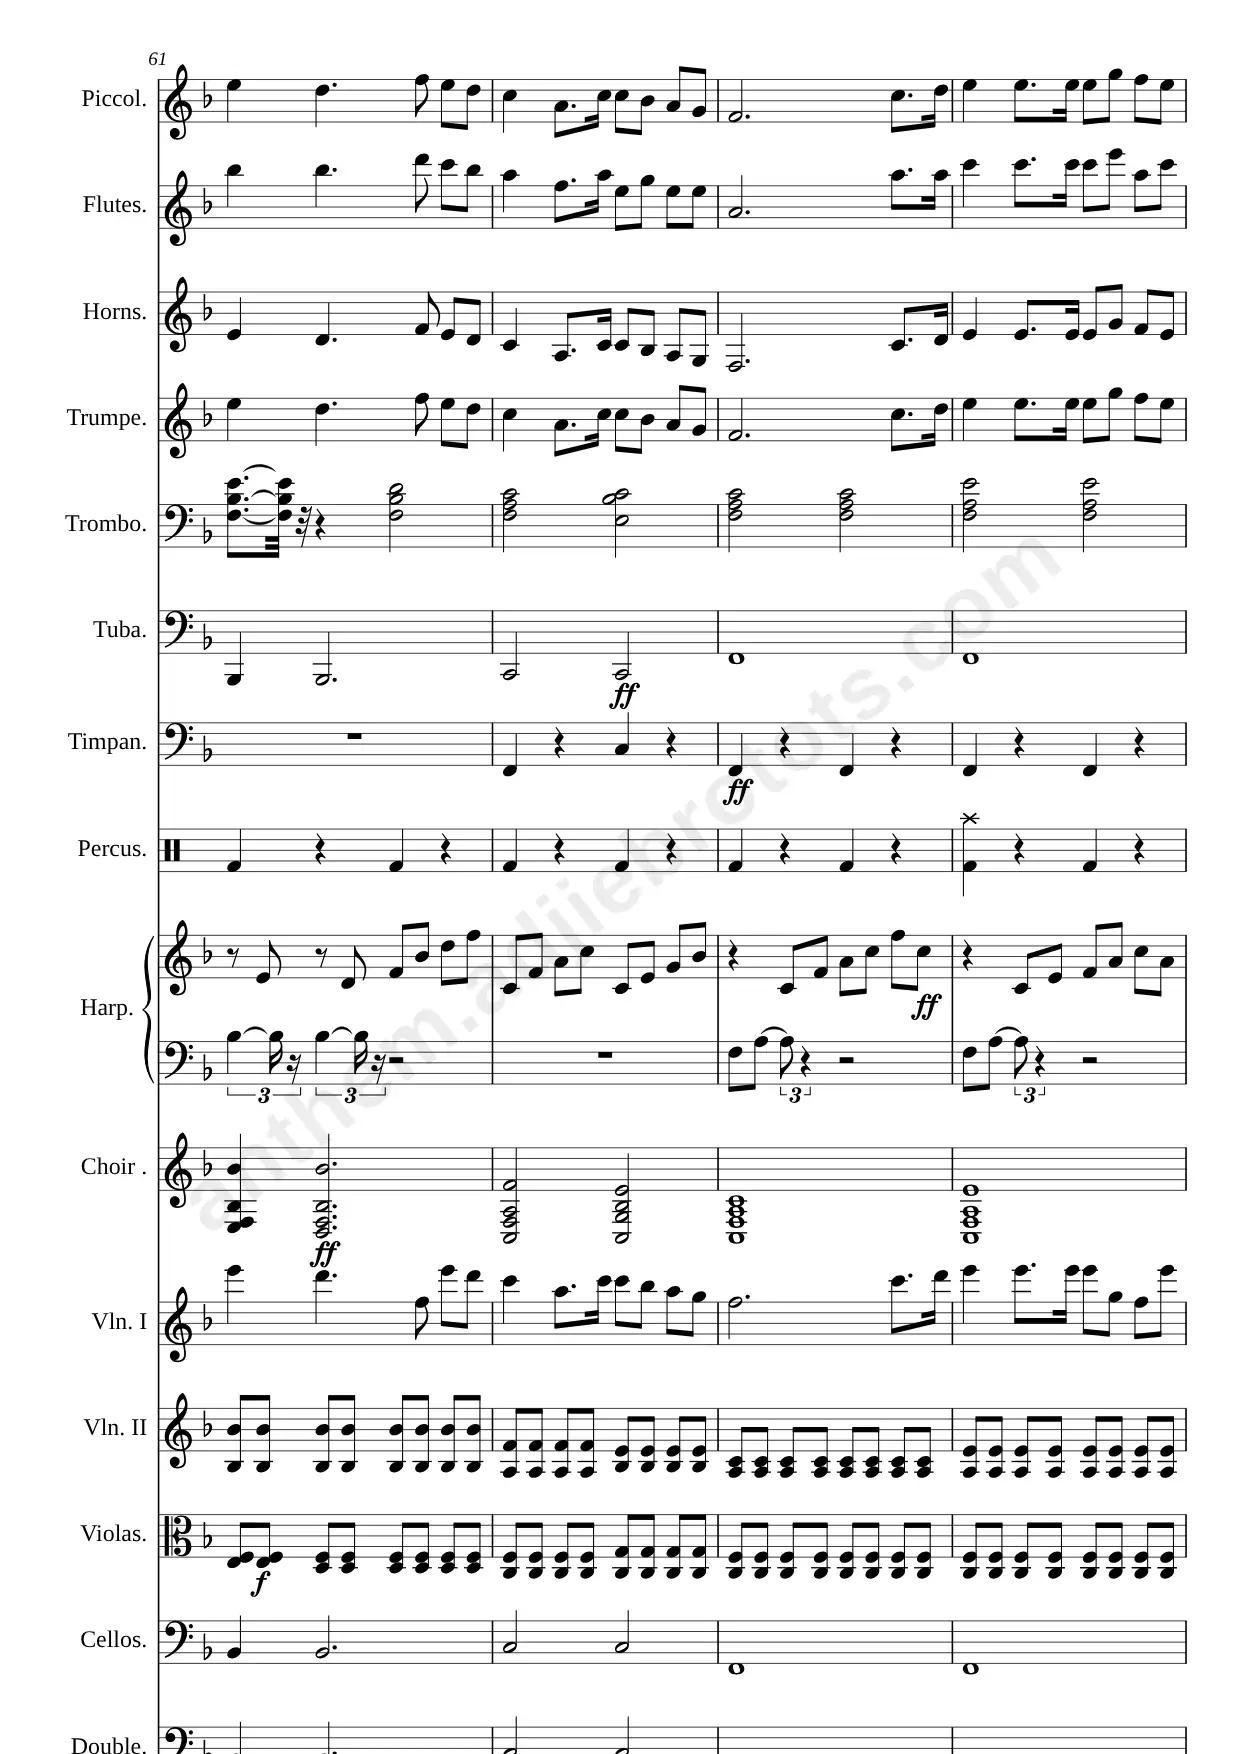 61
Piccol.
Flutes.
Horns.
Trumpe.
Trombo.
Tuba.
ff
Timpan.
ff
Percus.
Harp.
ff
3 3 3 3
Choir .
ff
Vln. I
Vln. II
Violas.
f
Cellos.
Double.
anthem.adjiebrotots.com